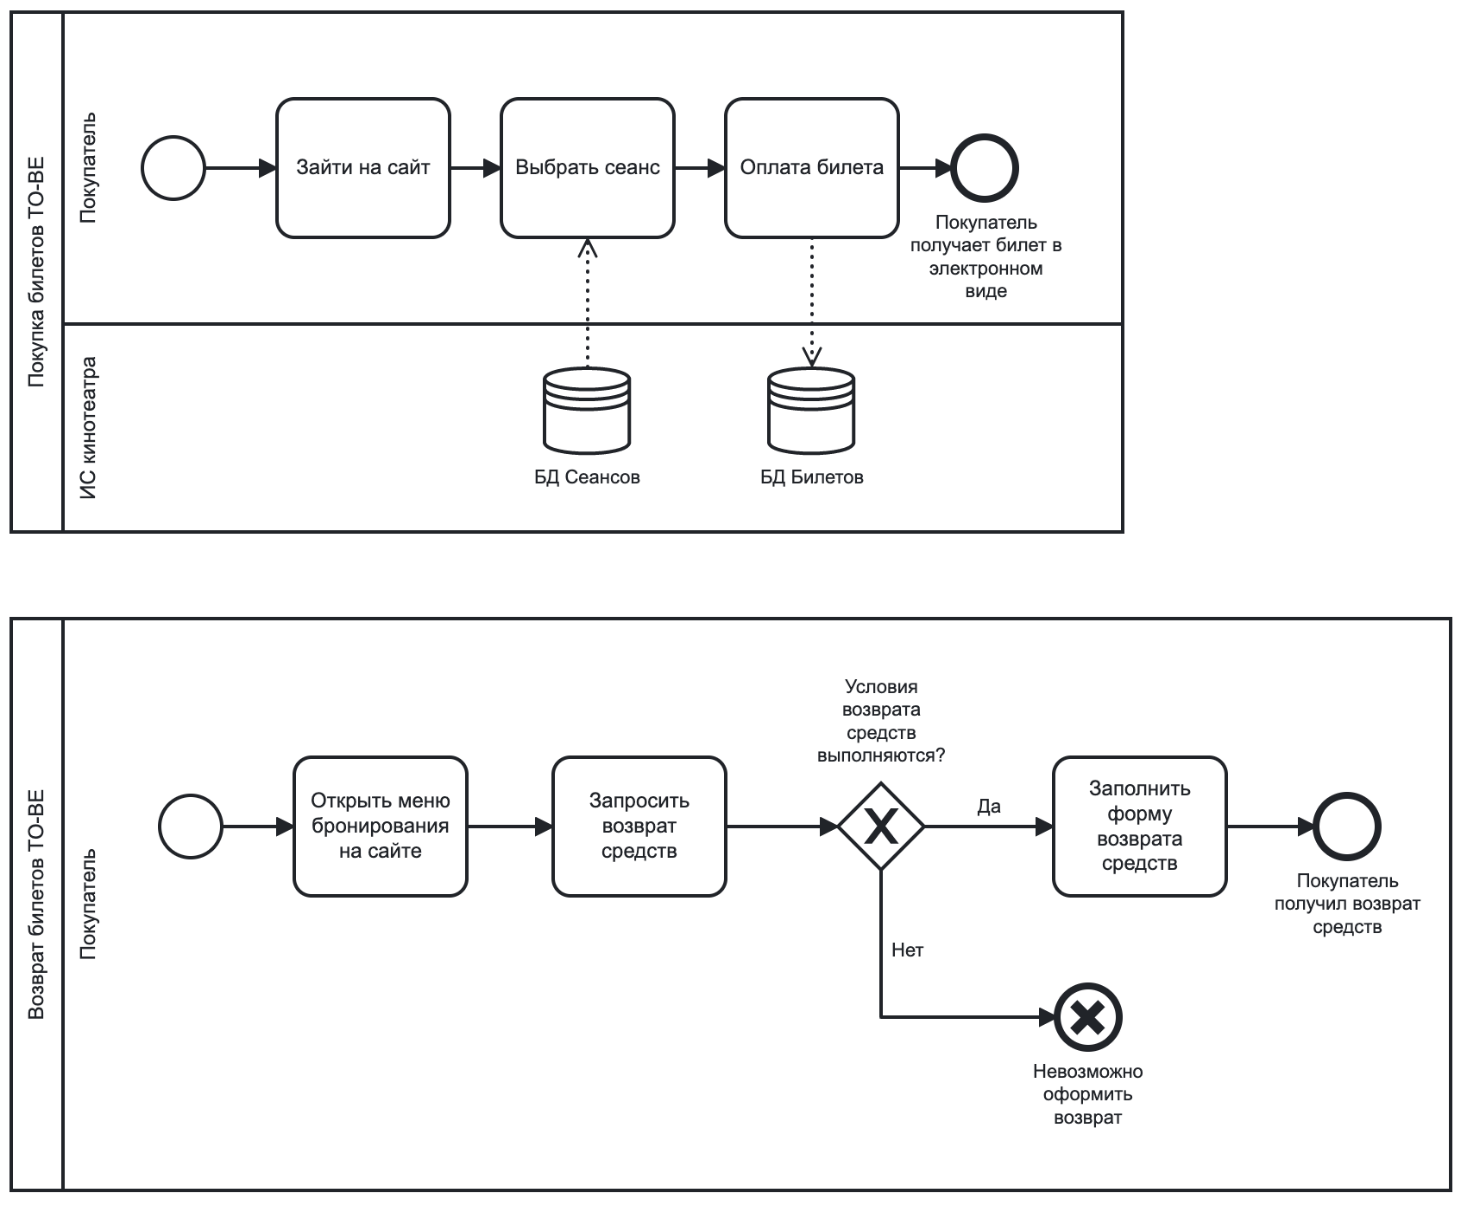 Покупка билетов TO-BE
Покупатель
Зайти на сайт
Выбрать сеанс
Оплата билета
Покупатель
получает билет в
электронном
виде
ИС кинотеатра
БД Сеансов
БД Билетов
Возврат билетов TO-BE
Покупатель
Открыть меню
бронирования
на сайте
Запросить
возврат
средств
Условия
возврата
средств
выполняются?
Да
Нет
Заполнить
форму
возврата
средств
Покупатель
получил возврат
средств
Невозможно
оформить
возврат